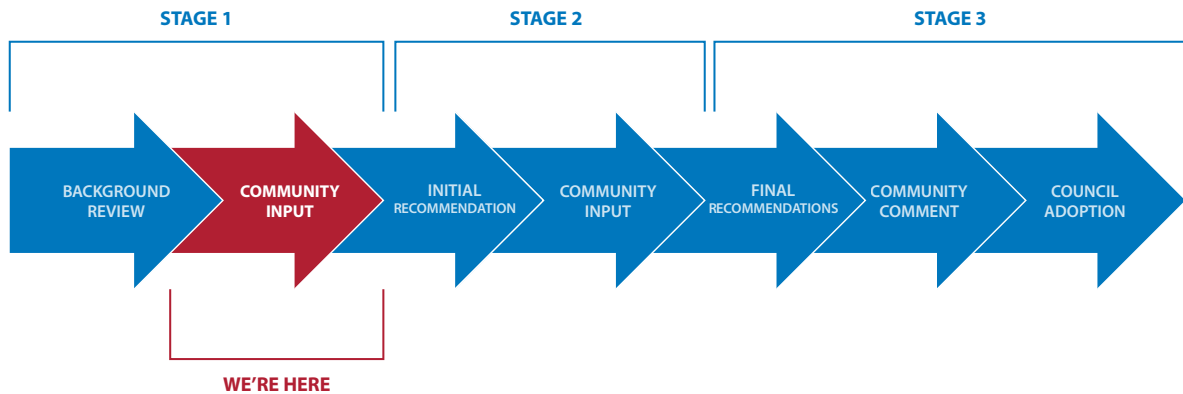 STAGE 1
STAGE 2
STAGE 3
BACKGROUND
REVIEW
COMMUNITY
INPUT
INITIAL
RECOMMENDATION
COMMUNITY
INPUT
FINAL
RECOMMENDATIONS
COMMUNITY
COMMENT
COUNCIL
ADOPTION
WE'RE HERE